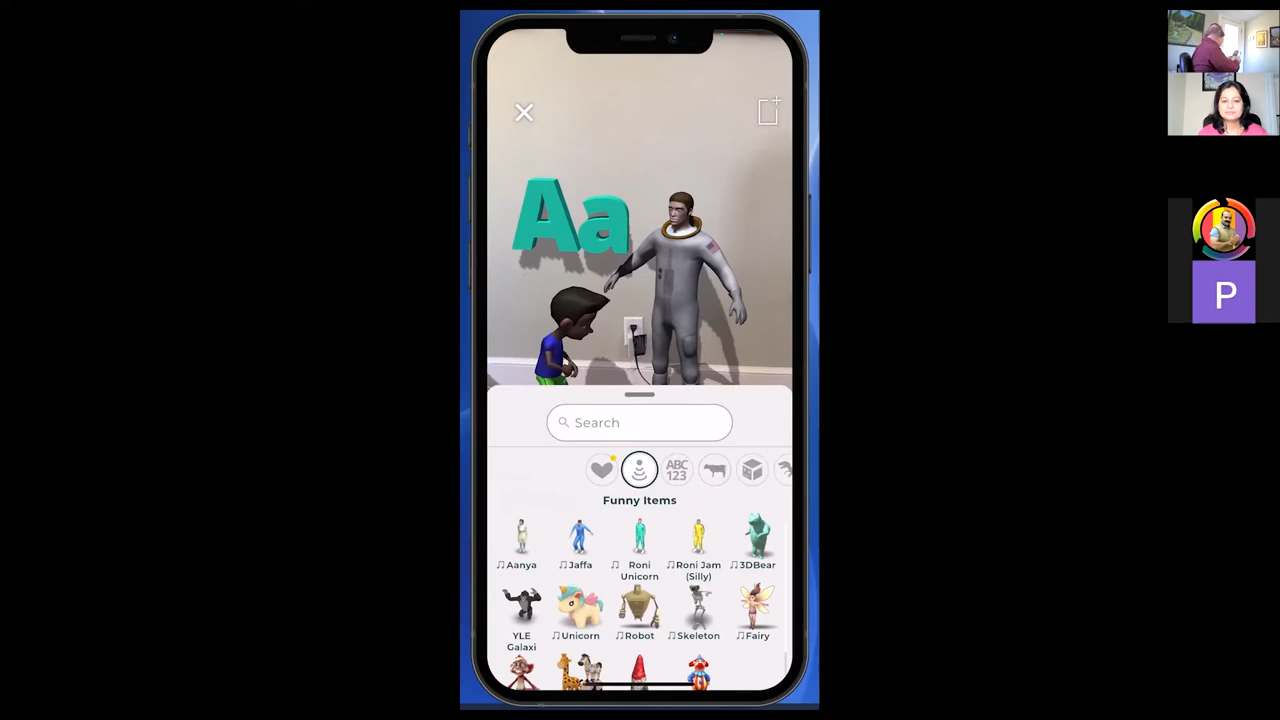 Aa
Search
ABC
123
Funny Items
Aanya
Jaffa
Roni
Unicorn
Roni Jam
(Silly)
3DBear
YLE
Galaxi
Unicorn
Robot
Skeleton
Fairy
P